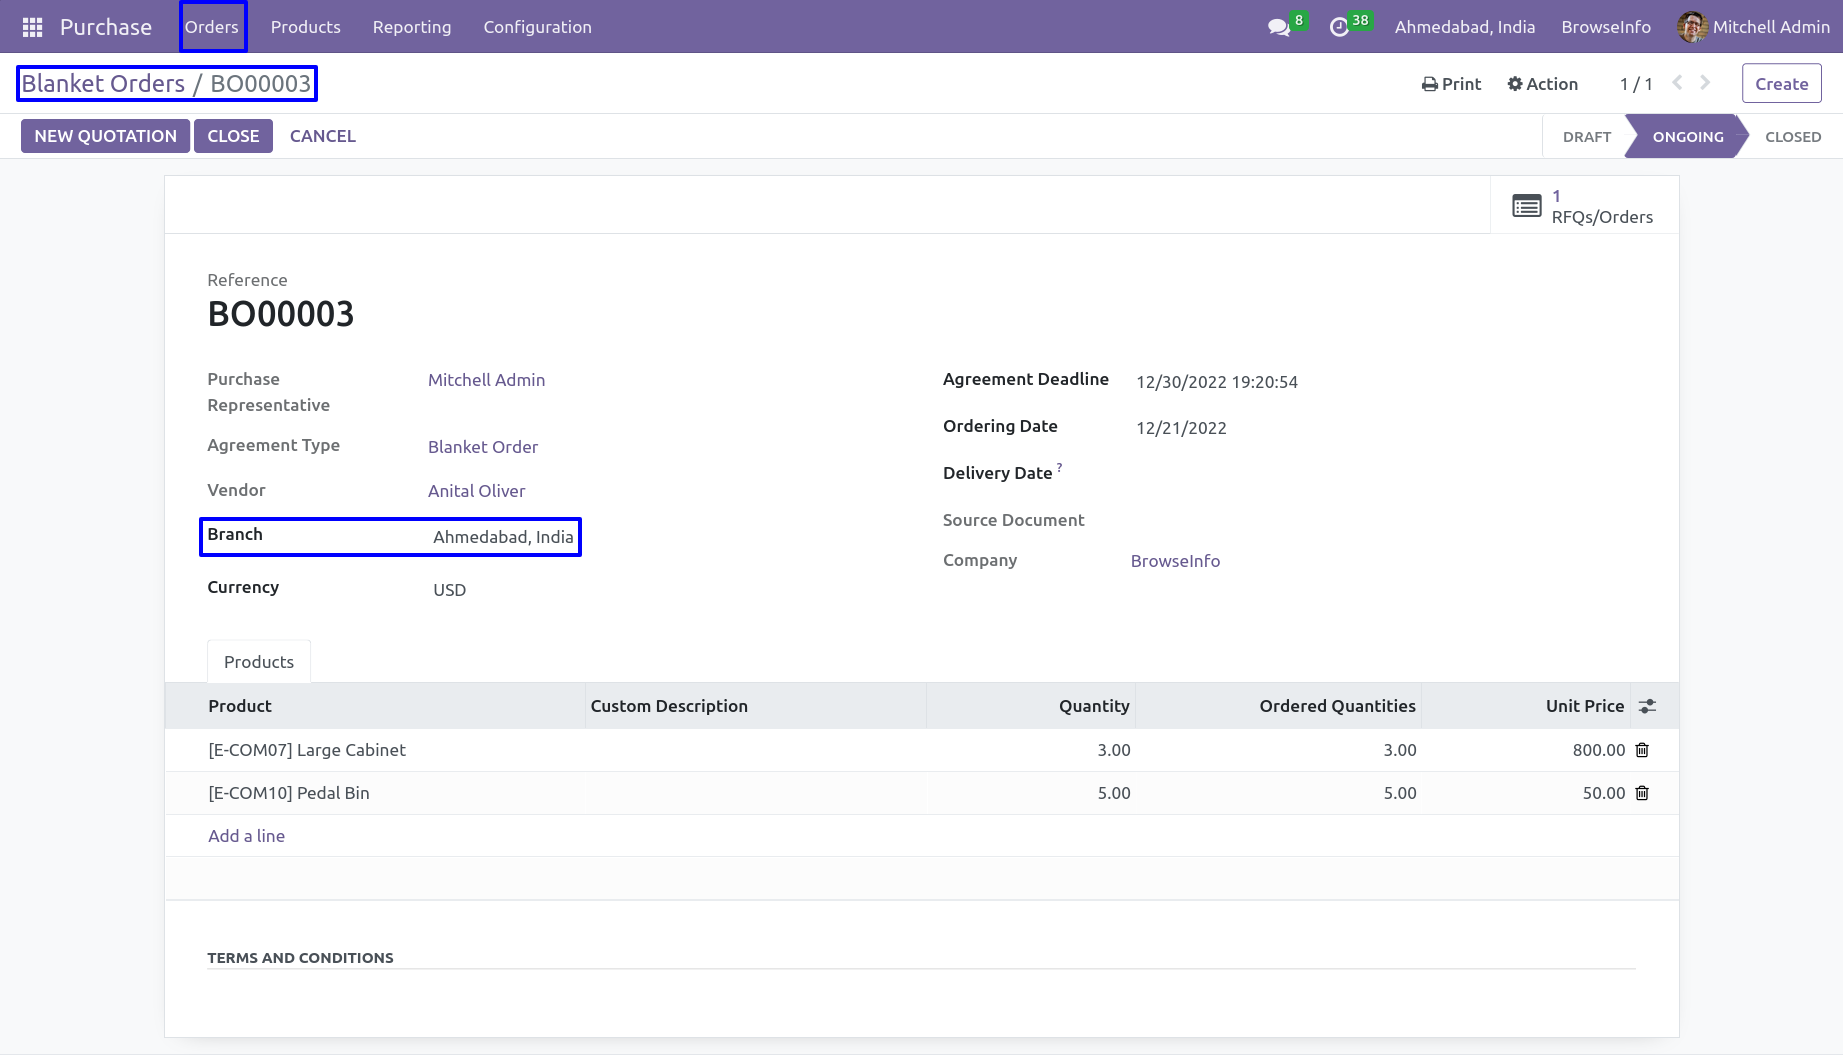 Purchase Orders Products Reporting Configuration 8 38 Ahmedabad, India BrowseInfo Mitchell Admin
Blanket Orders / BO00003 Print Action 1 / 1 Create
NEW QUOTATION CLOSE CANCEL DRAFT ONGOING CLOSED
1
RFQs/Orders
Reference
BO00003
Purchase Representative Mitchell Admin
Agreement Type Blanket Order
Vendor Anital Oliver
Branch Ahmedabad, India
Currency USD
Agreement Deadline 12/30/2022 19:20:54
Ordering Date 12/21/2022
Delivery Date ?
Source Document
Company BrowseInfo
Products
Product Custom Description Quantity Ordered Quantities Unit Price
[E-COM07] Large Cabinet 3.00 3.00 800.00
[E-COM10] Pedal Bin 5.00 5.00 50.00
Add a line
TERMS AND CONDITIONS